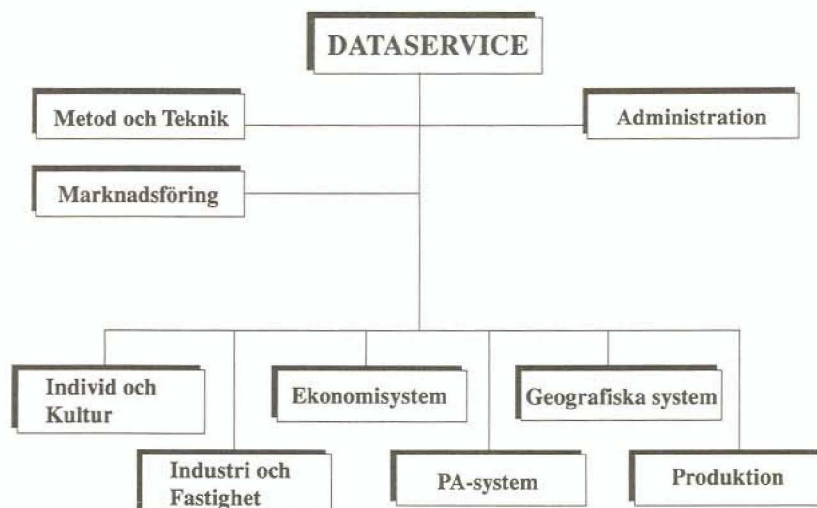 DATASERVICE
Metod och Teknik
Administration
Marknadsföring
Individ och
Kultur
Ekonomisystem
Geografiska system
Industri och
Fastighet
PA-system
Produktion